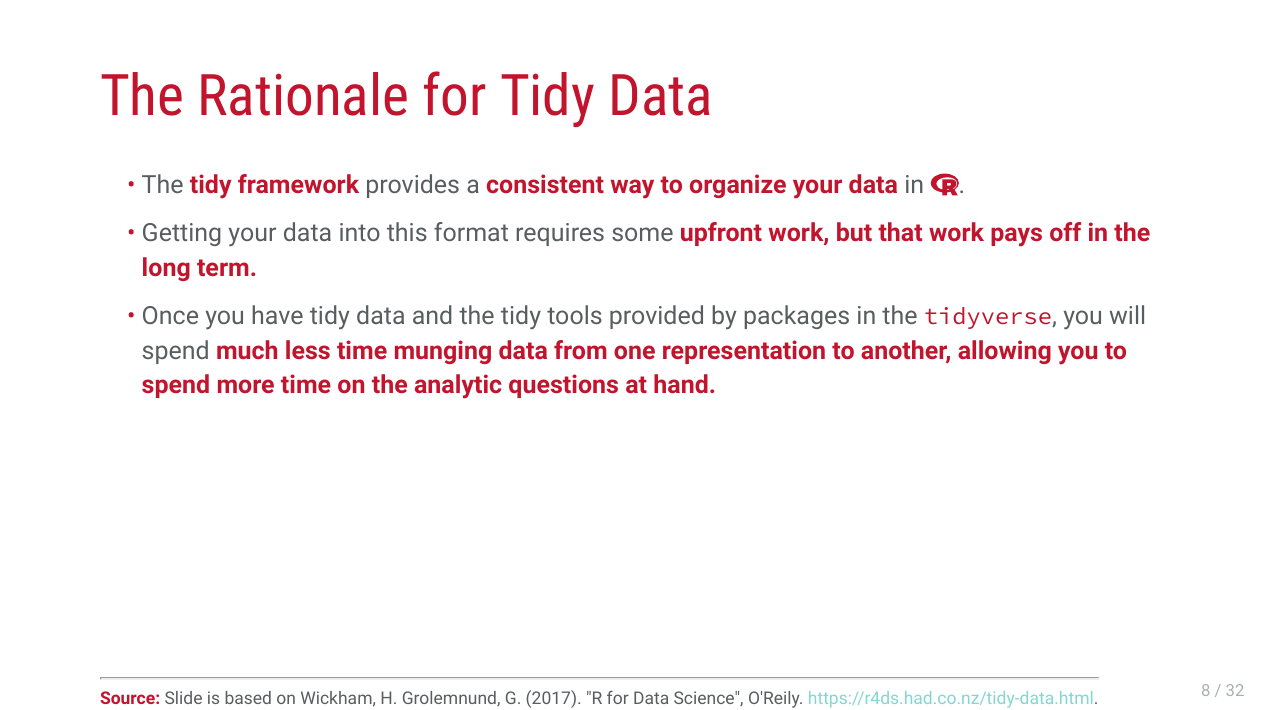 The Rationale for Tidy Data
• The tidy framework provides a consistent way to organize your data in R.
• Getting your data into this format requires some upfront work, but that work pays off in the
long term.
• Once you have tidy data and the tidy tools provided by packages in the tidyverse, you will
spend much less time munging data from one representation to another, allowing you to
spend more time on the analytic questions at hand.
Source: Slide is based on Wickham, H. Grolemnund, G. (2017). "R for Data Science", O'Reily. https://r4ds.had.co.nz/tidy-data.html.
8 / 32